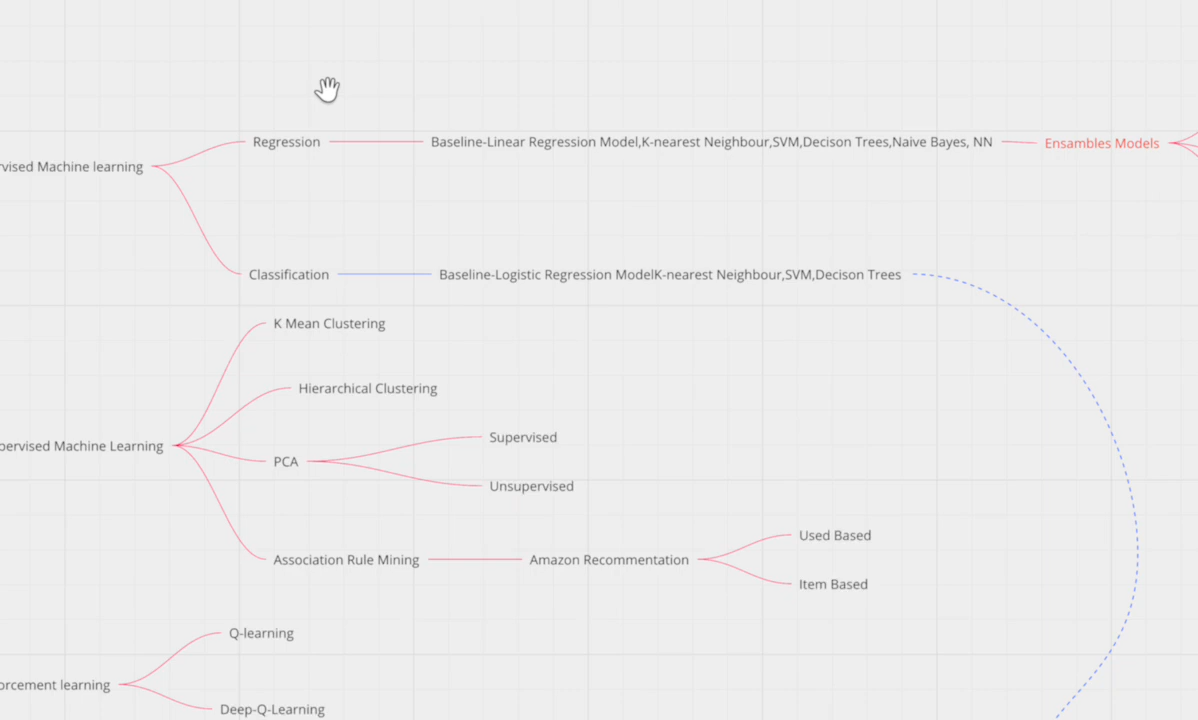 Regression
Baseline-Linear Regression Model,K-nearest Neighbour,SVM,Decison Trees,Naive Bayes, NN
Ensambles Models
rvised Machine learning
Classification
Baseline-Logistic Regression ModelK-nearest Neighbour,SVM,Decison Trees
K Mean Clustering
Hierarchical Clustering
pervised Machine Learning
PCA
Supervised
Unsupervised
Association Rule Mining
Amazon Recommentation
Used Based
Item Based
Q-learning
orcement learning
Deep-Q-Learning